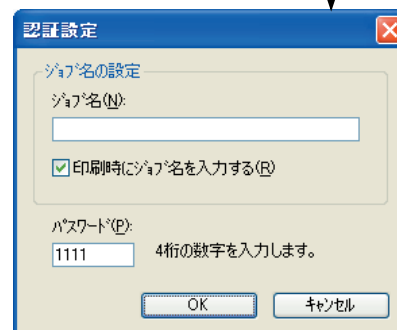 認証設定
ジョブ名の設定
ジョブ名(N):
印刷時にジョブ名を入力する(R)
パスワード(P):
1111 4桁の数字を入力します。
OK キャンセル